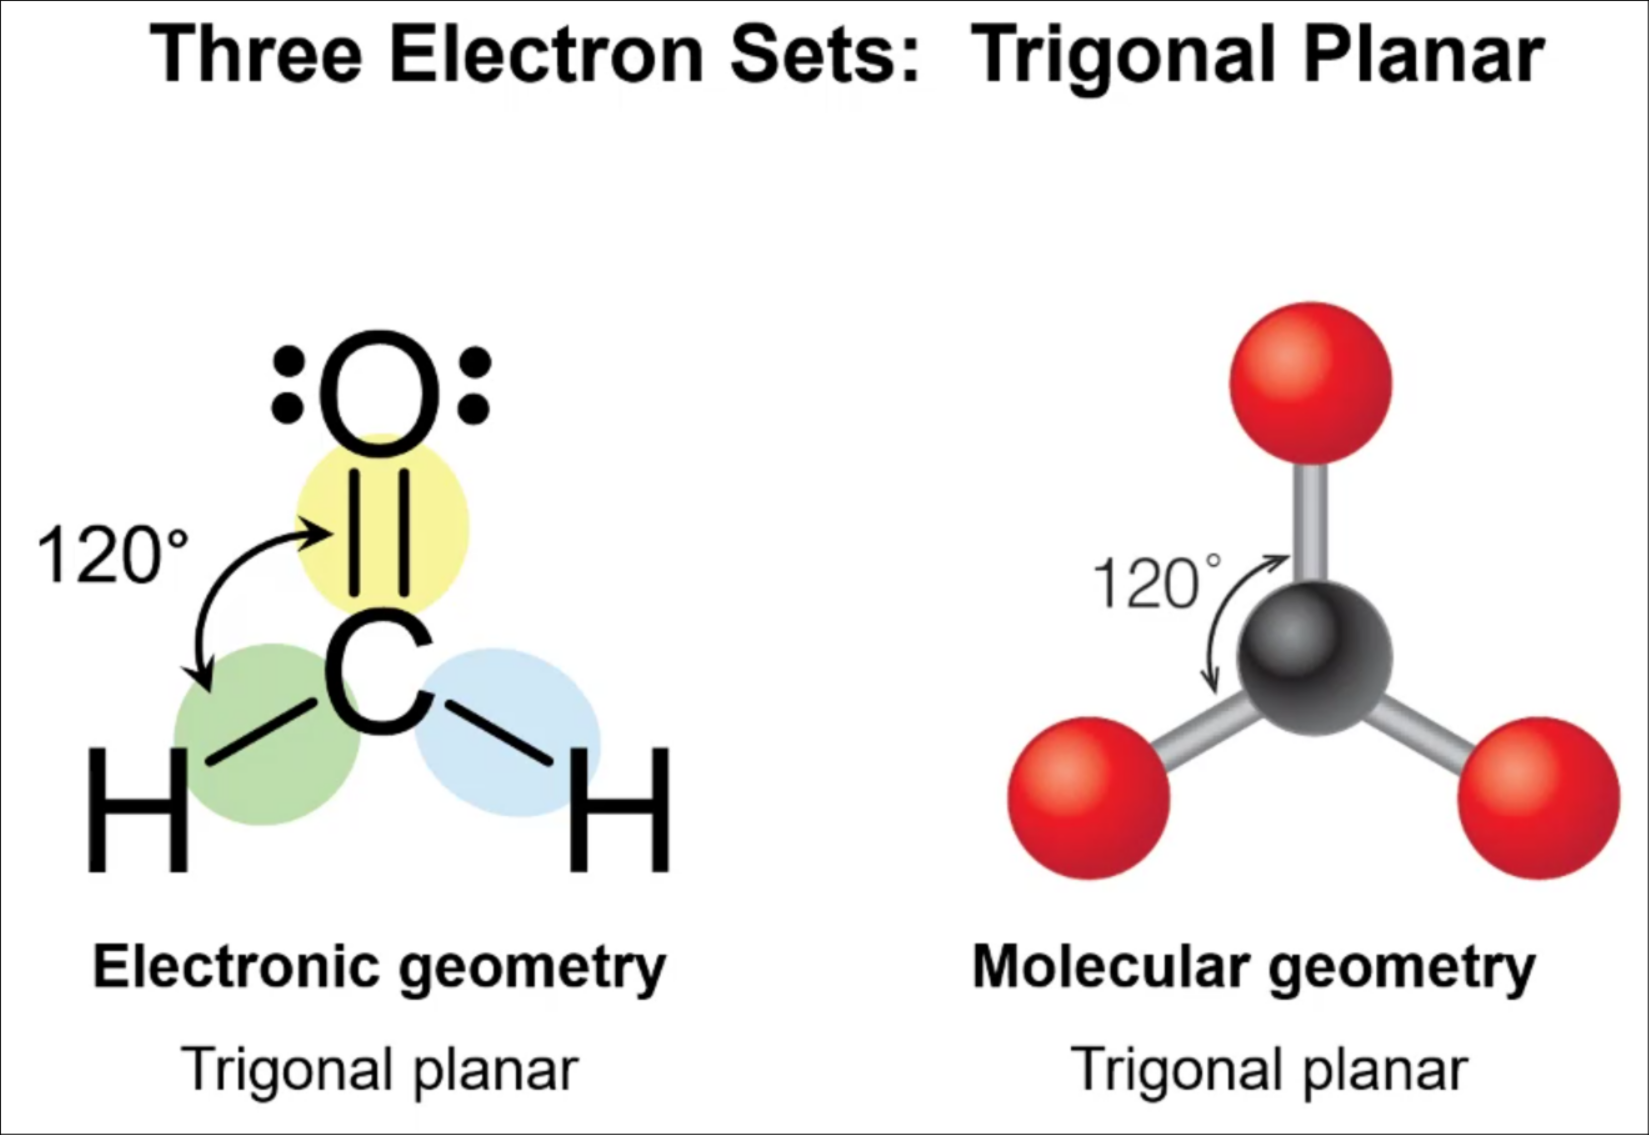 Three Electron Sets: Trigonal Planar
:O:
120°
C
H H
120°
Electronic geometry
Trigonal planar
Molecular geometry
Trigonal planar